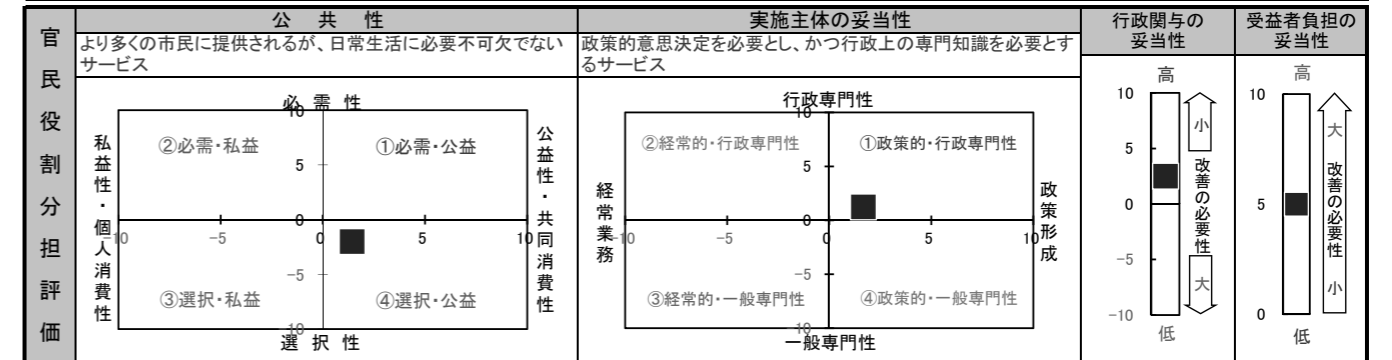 官民役割分担評価
公共性
より多くの市民に提供されるが、日常生活に必要不可欠でない
サービス
必需性
10
②必需・私益
①必需・公益
5
私益性・個人消費性
公益性・共同消費性
0
-10
-5
0
5
10
-5
③選択・私益
④選択・公益
-10
選択性
実施主体の妥当性
政策的意思決定を必要とし、かつ行政上の専門知識を必要とす
るサービス
行政専門性
10
②経常的・行政専門性
①政策的・行政専門性
5
経常業務
政策形成
0
-10
-5
0
5
10
-5
③経常的・一般専門性
④政策的・一般専門性
-10
一般専門性
行政関与の
妥当性
高
10
5
0
-5
-10
低
小
改善の必要性
大
受益者負担の
妥当性
高
10
5
0
低
大
改善の必要性
小